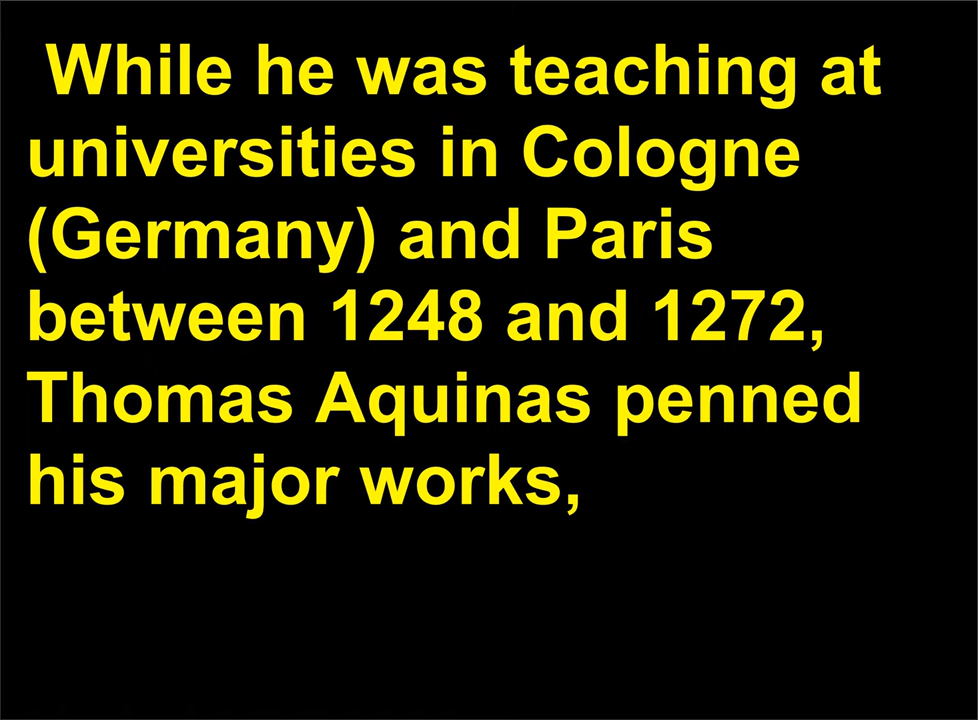 While he was teaching at
universities in Cologne
(Germany) and Paris
between 1248 and 1272,
Thomas Aquinas penned
his major works,